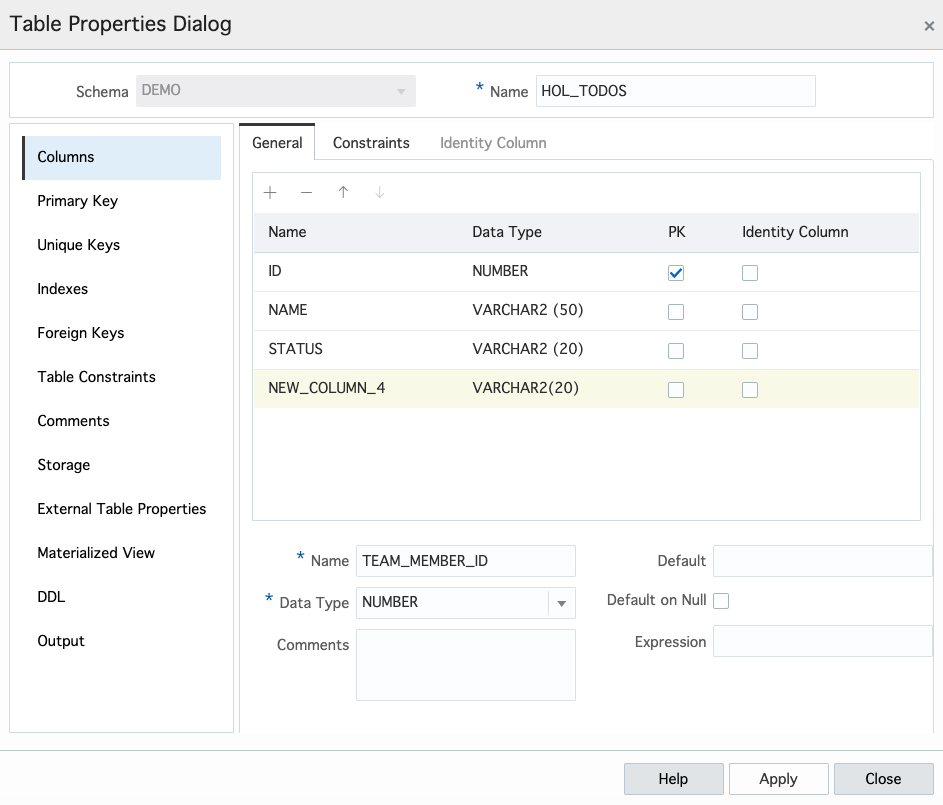 Table Properties Dialog
Schema DEMO * Name HOL_TODOS
Columns
Primary Key
Unique Keys
Indexes
Foreign Keys
Table Constraints
Comments
Storage
External Table Properties
Materialized View
DDL
Output
General Constraints Identity Column
Name Data Type PK Identity Column
ID NUMBER
NAME VARCHAR2 (50)
STATUS VARCHAR2 (20)
NEW_COLUMN_4 VARCHAR2(20)
* Name TEAM_MEMBER_ID Default
* Data Type NUMBER Default on Null
Comments Expression
Help Apply Close